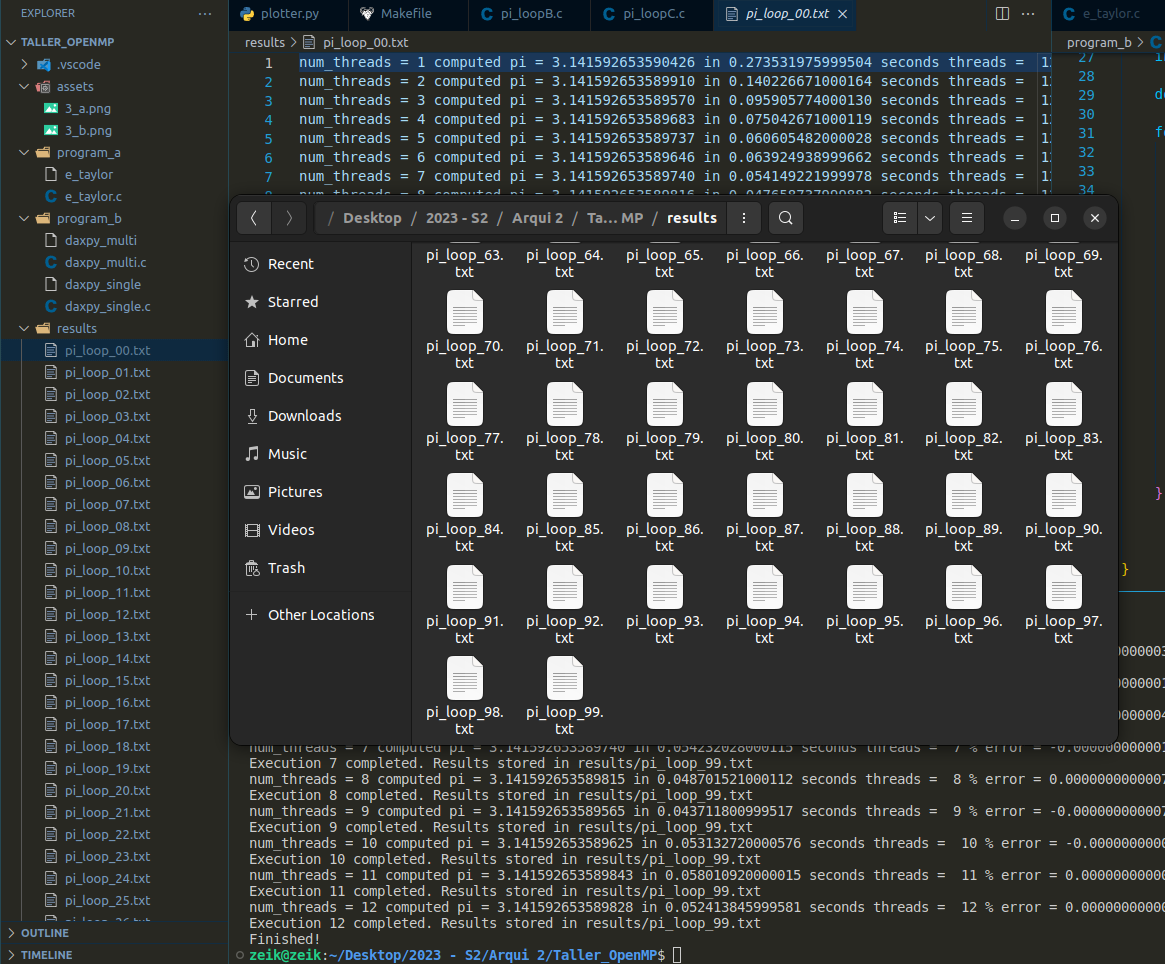 EXPLORER
TALLER_OPENMP
.vscode
assets
3_a.png
3_b.png
program_a
e_taylor
e_taylor.c
program_b
daxpy_multi
daxpy_multi.c
daxpy_single
daxpy_single.c
results
pi_loop_00.txt
pi_loop_01.txt
pi_loop_02.txt
pi_loop_03.txt
pi_loop_04.txt
pi_loop_05.txt
pi_loop_06.txt
pi_loop_07.txt
pi_loop_08.txt
pi_loop_09.txt
pi_loop_10.txt
pi_loop_11.txt
pi_loop_12.txt
pi_loop_13.txt
pi_loop_14.txt
pi_loop_15.txt
pi_loop_16.txt
pi_loop_17.txt
pi_loop_18.txt
pi_loop_19.txt
pi_loop_20.txt
pi_loop_21.txt
pi_loop_22.txt
pi_loop_23.txt
pi_loop_24.txt
pi_loop_25.txt
OUTLINE
TIMELINE
plotter.py Makefile pi_loopB.c pi_loopC.c pi_loop_00.txt e_taylor.c
results > pi_loop_00.txt
program_b >
1 num_threads = 1 computed pi = 3.141592653590426 in 0.273531975999504 seconds threads =
2 num_threads = 2 computed pi = 3.141592653589910 in 0.140226671000164 seconds threads =
3 num_threads = 3 computed pi = 3.141592653589570 in 0.095905774000130 seconds threads =
4 num_threads = 4 computed pi = 3.141592653589683 in 0.075042671000119 seconds threads =
5 num_threads = 5 computed pi = 3.141592653589737 in 0.060605482000028 seconds threads =
6 num_threads = 6 computed pi = 3.141592653589646 in 0.063924938999662 seconds threads =
7 num_threads = 7 computed pi = 3.141592653589740 in 0.054149221999978 seconds threads =
27
28
29
30
31
32
33
34
}
}
/ Desktop / 2023 - S2 / Arqui 2 / Ta... MP / results
Recent
Starred
Home
Documents
Downloads
Music
Pictures
Videos
Trash
+ Other Locations
pi_loop_63. pi_loop_64. pi_loop_65. pi_loop_66. pi_loop_67. pi_loop_68. pi_loop_69.
txt txt txt txt txt txt txt
pi_loop_70. pi_loop_71. pi_loop_72. pi_loop_73. pi_loop_74. pi_loop_75. pi_loop_76.
txt txt txt txt txt txt txt
pi_loop_77. pi_loop_78. pi_loop_79. pi_loop_80. pi_loop_81. pi_loop_82. pi_loop_83.
txt txt txt txt txt txt txt
pi_loop_84. pi_loop_85. pi_loop_86. pi_loop_87. pi_loop_88. pi_loop_89. pi_loop_90.
txt txt txt txt txt txt txt
pi_loop_91. pi_loop_92. pi_loop_93. pi_loop_94. pi_loop_95. pi_loop_96. pi_loop_97.
txt txt txt txt txt txt txt
pi_loop_98. pi_loop_99.
txt txt
num_threads = 7 computed pi = 3.141592653589740 in 0.054232028000115 seconds threads = 7 % error = -0.000000000001
Execution 7 completed. Results stored in results/pi_loop_99.txt
num_threads = 8 computed pi = 3.141592653589815 in 0.048701521000112 seconds threads = 8 % error = 0.0000000000007
Execution 8 completed. Results stored in results/pi_loop_99.txt
num_threads = 9 computed pi = 3.141592653589565 in 0.043711800999517 seconds threads = 9 % error = -0.000000000007
Execution 9 completed. Results stored in results/pi_loop_99.txt
num_threads = 10 computed pi = 3.141592653589625 in 0.053132720000576 seconds threads = 10 % error = -0.0000000000
Execution 10 completed. Results stored in results/pi_loop_99.txt
num_threads = 11 computed pi = 3.141592653589843 in 0.058010920000015 seconds threads = 11 % error = 0.00000000000
Execution 11 completed. Results stored in results/pi_loop_99.txt
num_threads = 12 computed pi = 3.141592653589828 in 0.052413845999581 seconds threads = 12 % error = 0.00000000000
Execution 12 completed. Results stored in results/pi_loop_99.txt
Finished!
zeik@zeik:~/Desktop/2023 - S2/Arqui 2/Taller_OpenMP$